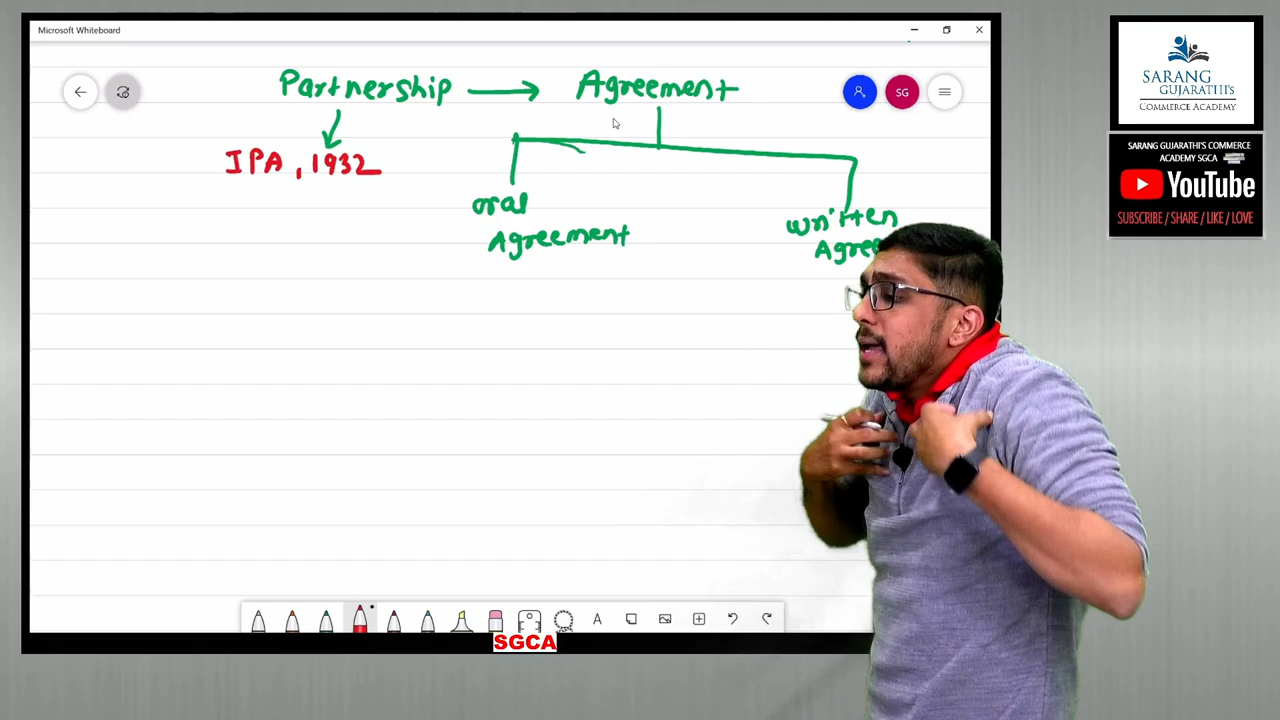 Microsoft Whiteboard
Partnership → Agreement
IPA, 1932
oral
Agreement
written
Agree
SG
A
SGCA
SARANG
GUJARATHI'S
COMMERCE ACADEMY
SARANG GUJARATHI'S COMMERCE
ACADEMY SGCA
YouTube
SUBSCRIBE / SHARE / LIKE / LOVE